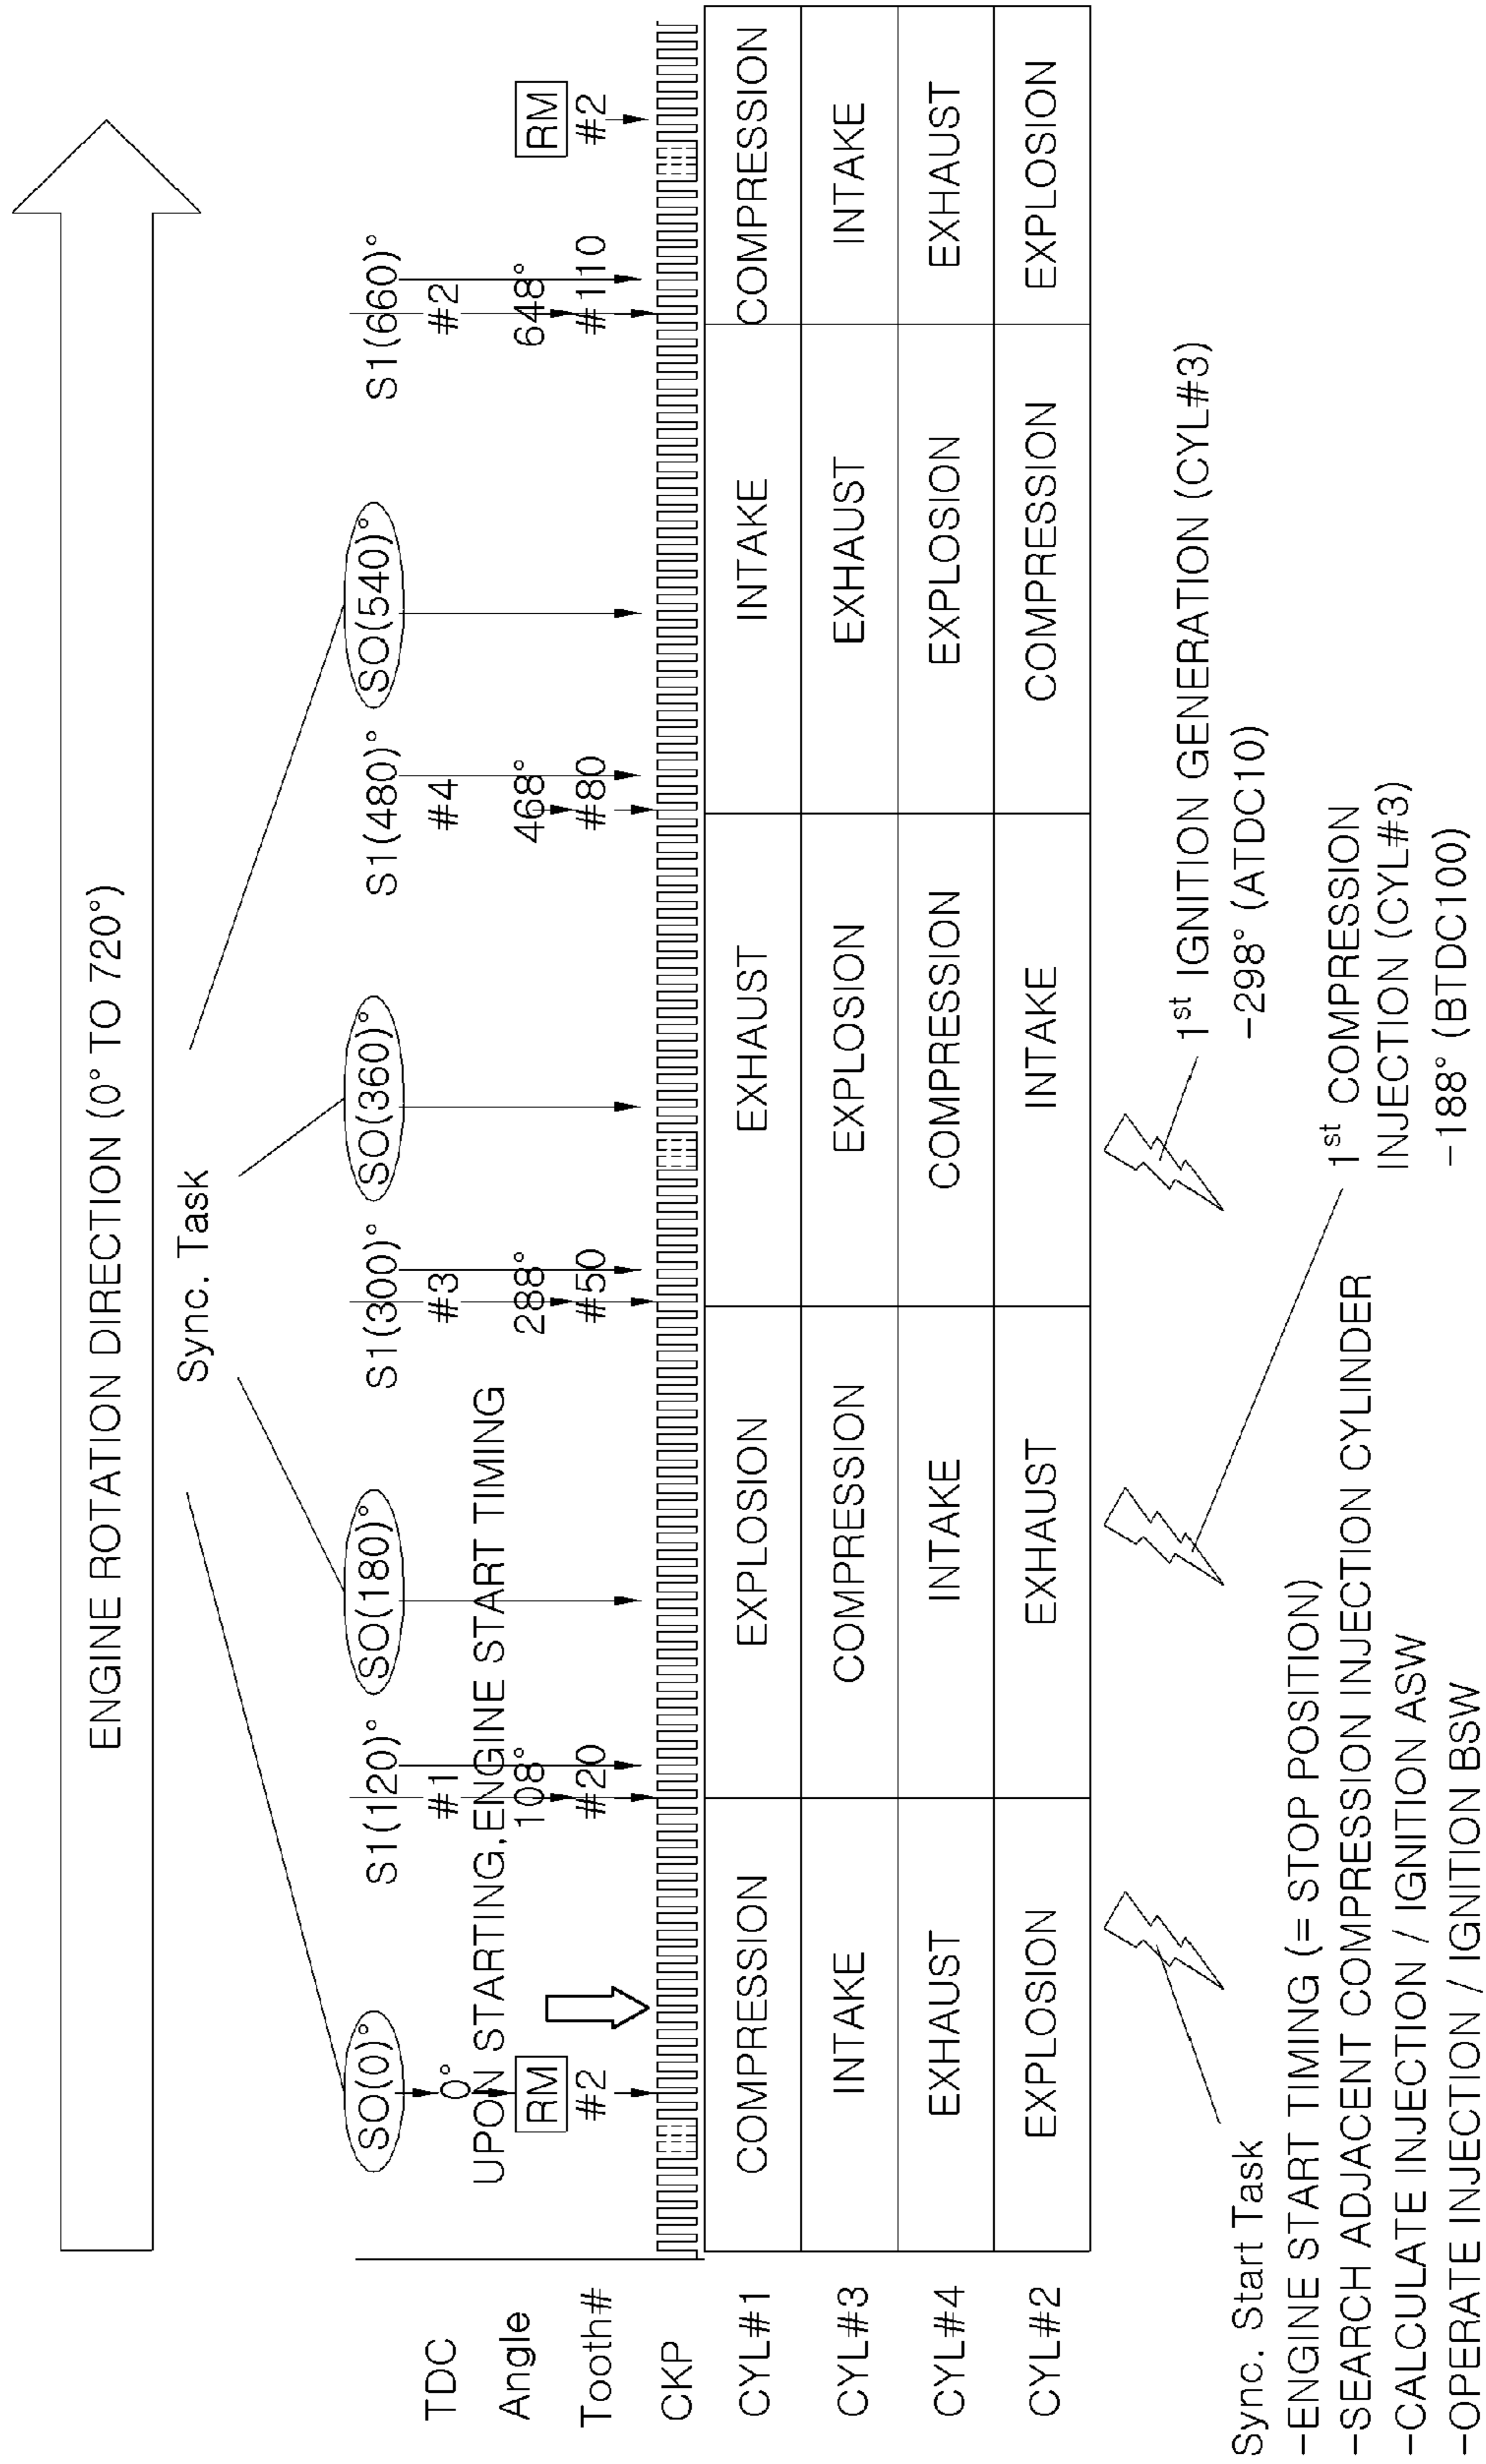 ENGINE ROTATION DIRECTION (0° TO 720°)
Sync. Task
SO(0)° S1(120)° SO(180)° S1(300)° SO(360)° S1(480)° SO(540)° S1(660)°
TDC 0° #1 #3 #4 #2
UPON STARTING, ENGINE START TIMING
Angle RM 108° 288° 468° 648° RM
Tooth# #2 #20 #50 #80 #110 #2
CKP
CYL#1 COMPRESSION EXPLOSION EXHAUST INTAKE COMPRESSION
CYL#3 INTAKE COMPRESSION EXPLOSION EXHAUST INTAKE
CYL#4 EXHAUST INTAKE COMPRESSION EXPLOSION EXHAUST
CYL#2 EXPLOSION EXHAUST INTAKE COMPRESSION EXPLOSION
1st IGNITION GENERATION (CYL#3)
-298° (ATDC10)
1st COMPRESSION
INJECTION (CYL#3)
-188° (BTDC100)
Sync. Start Task
-ENGINE START TIMING (= STOP POSITION)
-SEARCH ADJACENT COMPRESSION INJECTION CYLINDER
-CALCULATE INJECTION / IGNITION ASW
-OPERATE INJECTION / IGNITION BSW